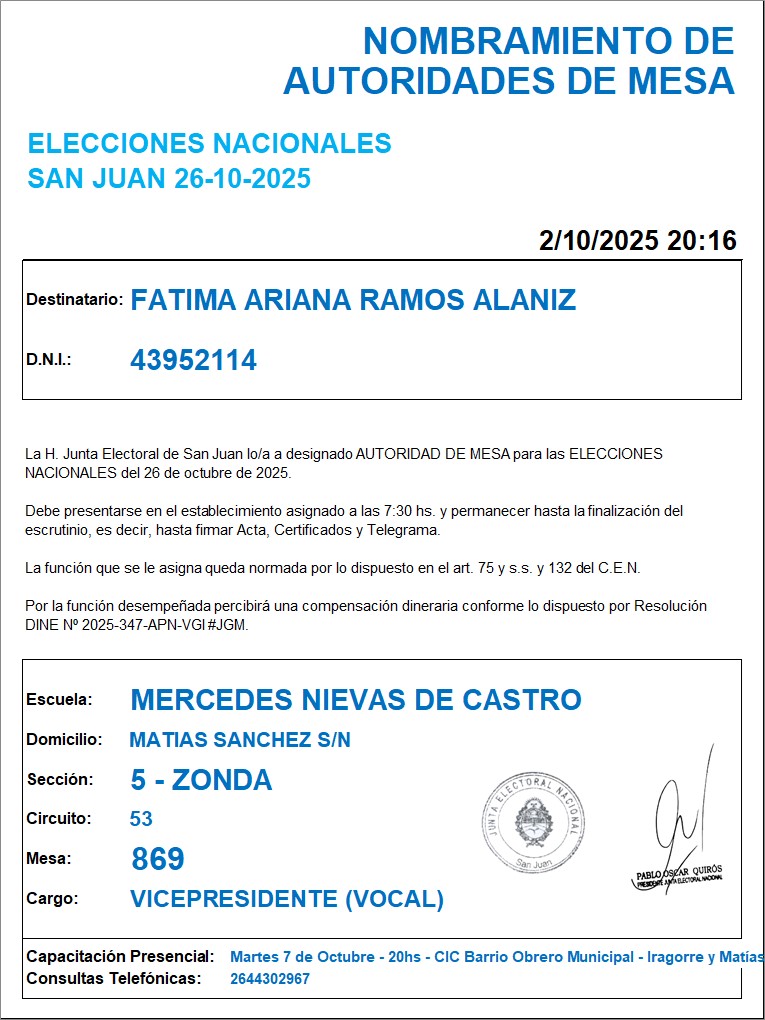 NOMBRAMIENTO DE
AUTORIDADES DE MESA
ELECCIONES NACIONALES
SAN JUAN 26-10-2025
2/10/2025 20:16
Destinatario: FATIMA ARIANA RAMOS ALANIZ
D.N.I.: 43952114
La H. Junta Electoral de San Juan lo/a a designado AUTORIDAD DE MESA para las ELECCIONES
NACIONALES del 26 de octubre de 2025.
Debe presentarse en el establecimiento asignado a las 7:30 hs. y permanecer hasta la finalización del
escrutinio, es decir, hasta firmar Acta, Certificados y Telegrama.
La función que se le asigna queda normada por lo dispuesto en el art. 75 y s.s. y 132 del C.E.N.
Por la función desempeñada percibirá una compensación dineraria conforme lo dispuesto por Resolución
DINE Nº 2025-347-APN-VGI#JGM.
Escuela: MERCEDES NIEVAS DE CASTRO
Domicilio: MATIAS SANCHEZ S/N
Sección: 5 - ZONDA
Circuito: 53
Mesa: 869
Cargo: VICEPRESIDENTE (VOCAL)
JUNTA ELECTORAL NACIONAL
San Juan
PABLO OSCAR QUIRÓS
PRESIDENTE JUNTA ELECTORAL NACIONAL
Capacitación Presencial: Martes 7 de Octubre - 20hs - CIC Barrio Obrero Municipal - Iragorre y Matías
Consultas Telefónicas: 2644302967